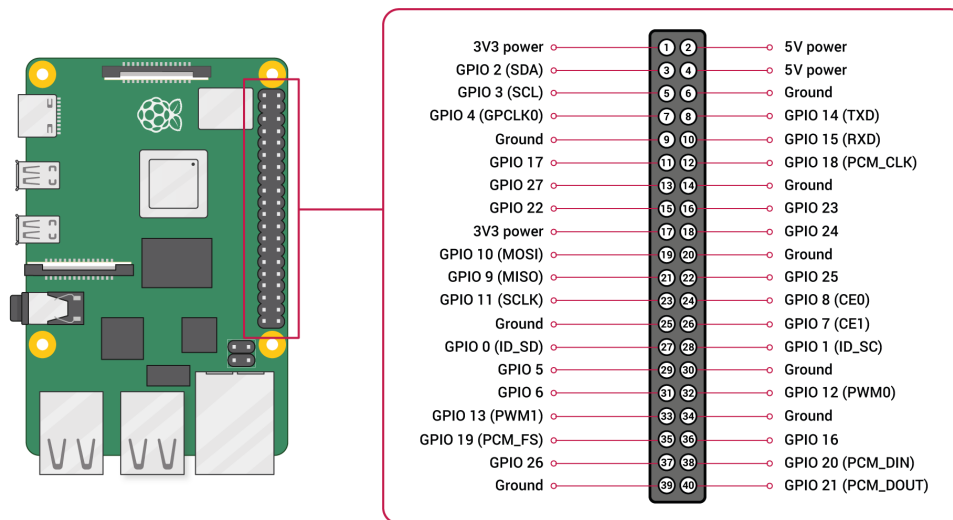 3V3 power 1 2 5V power
GPIO 2 (SDA) 3 4 5V power
GPIO 3 (SCL) 5 6 Ground
GPIO 4 (GPCLK0) 7 8 GPIO 14 (TXD)
Ground 9 10 GPIO 15 (RXD)
GPIO 17 11 12 GPIO 18 (PCM_CLK)
GPIO 27 13 14 Ground
GPIO 22 15 16 GPIO 23
3V3 power 17 18 GPIO 24
GPIO 10 (MOSI) 19 20 Ground
GPIO 9 (MISO) 21 22 GPIO 25
GPIO 11 (SCLK) 23 24 GPIO 8 (CE0)
Ground 25 26 GPIO 7 (CE1)
GPIO 0 (ID_SD) 27 28 GPIO 1 (ID_SC)
GPIO 5 29 30 Ground
GPIO 6 31 32 GPIO 12 (PWM0)
GPIO 13 (PWM1) 33 34 Ground
GPIO 19 (PCM_FS) 35 36 GPIO 16
GPIO 26 37 38 GPIO 20 (PCM_DIN)
Ground 39 40 GPIO 21 (PCM_DOUT)